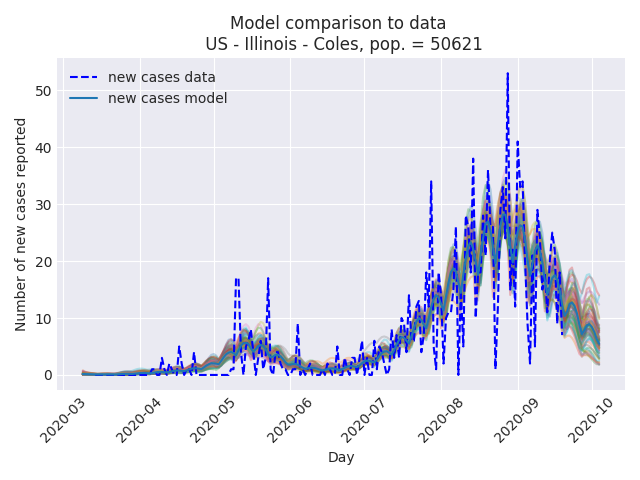 Model comparison to data
US - Illinois - Coles, pop. = 50621
new cases data
new cases model
Number of new cases reported
50
40
30
20
10
0
2020-03
2020-04
2020-05
2020-06
2020-07
2020-08
2020-09
2020-10
Day